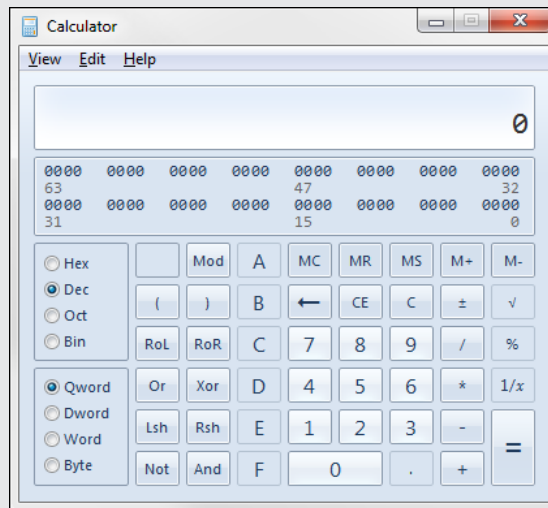 Calculator
View Edit Help
0
0000 0000 0000 0000 0000 0000 0000 0000
63 47 32
0000 0000 0000 0000 0000 0000 0000 0000
31 15 0
Hex Mod A MC MR MS M+ M-
Dec ( ) B ← CE C ± √
Oct
Bin RoL RoR C 7 8 9 / %
Qword Or Xor D 4 5 6 * 1/x
Dword
Word Lsh Rsh E 1 2 3 - =
Byte Not And F 0 . +